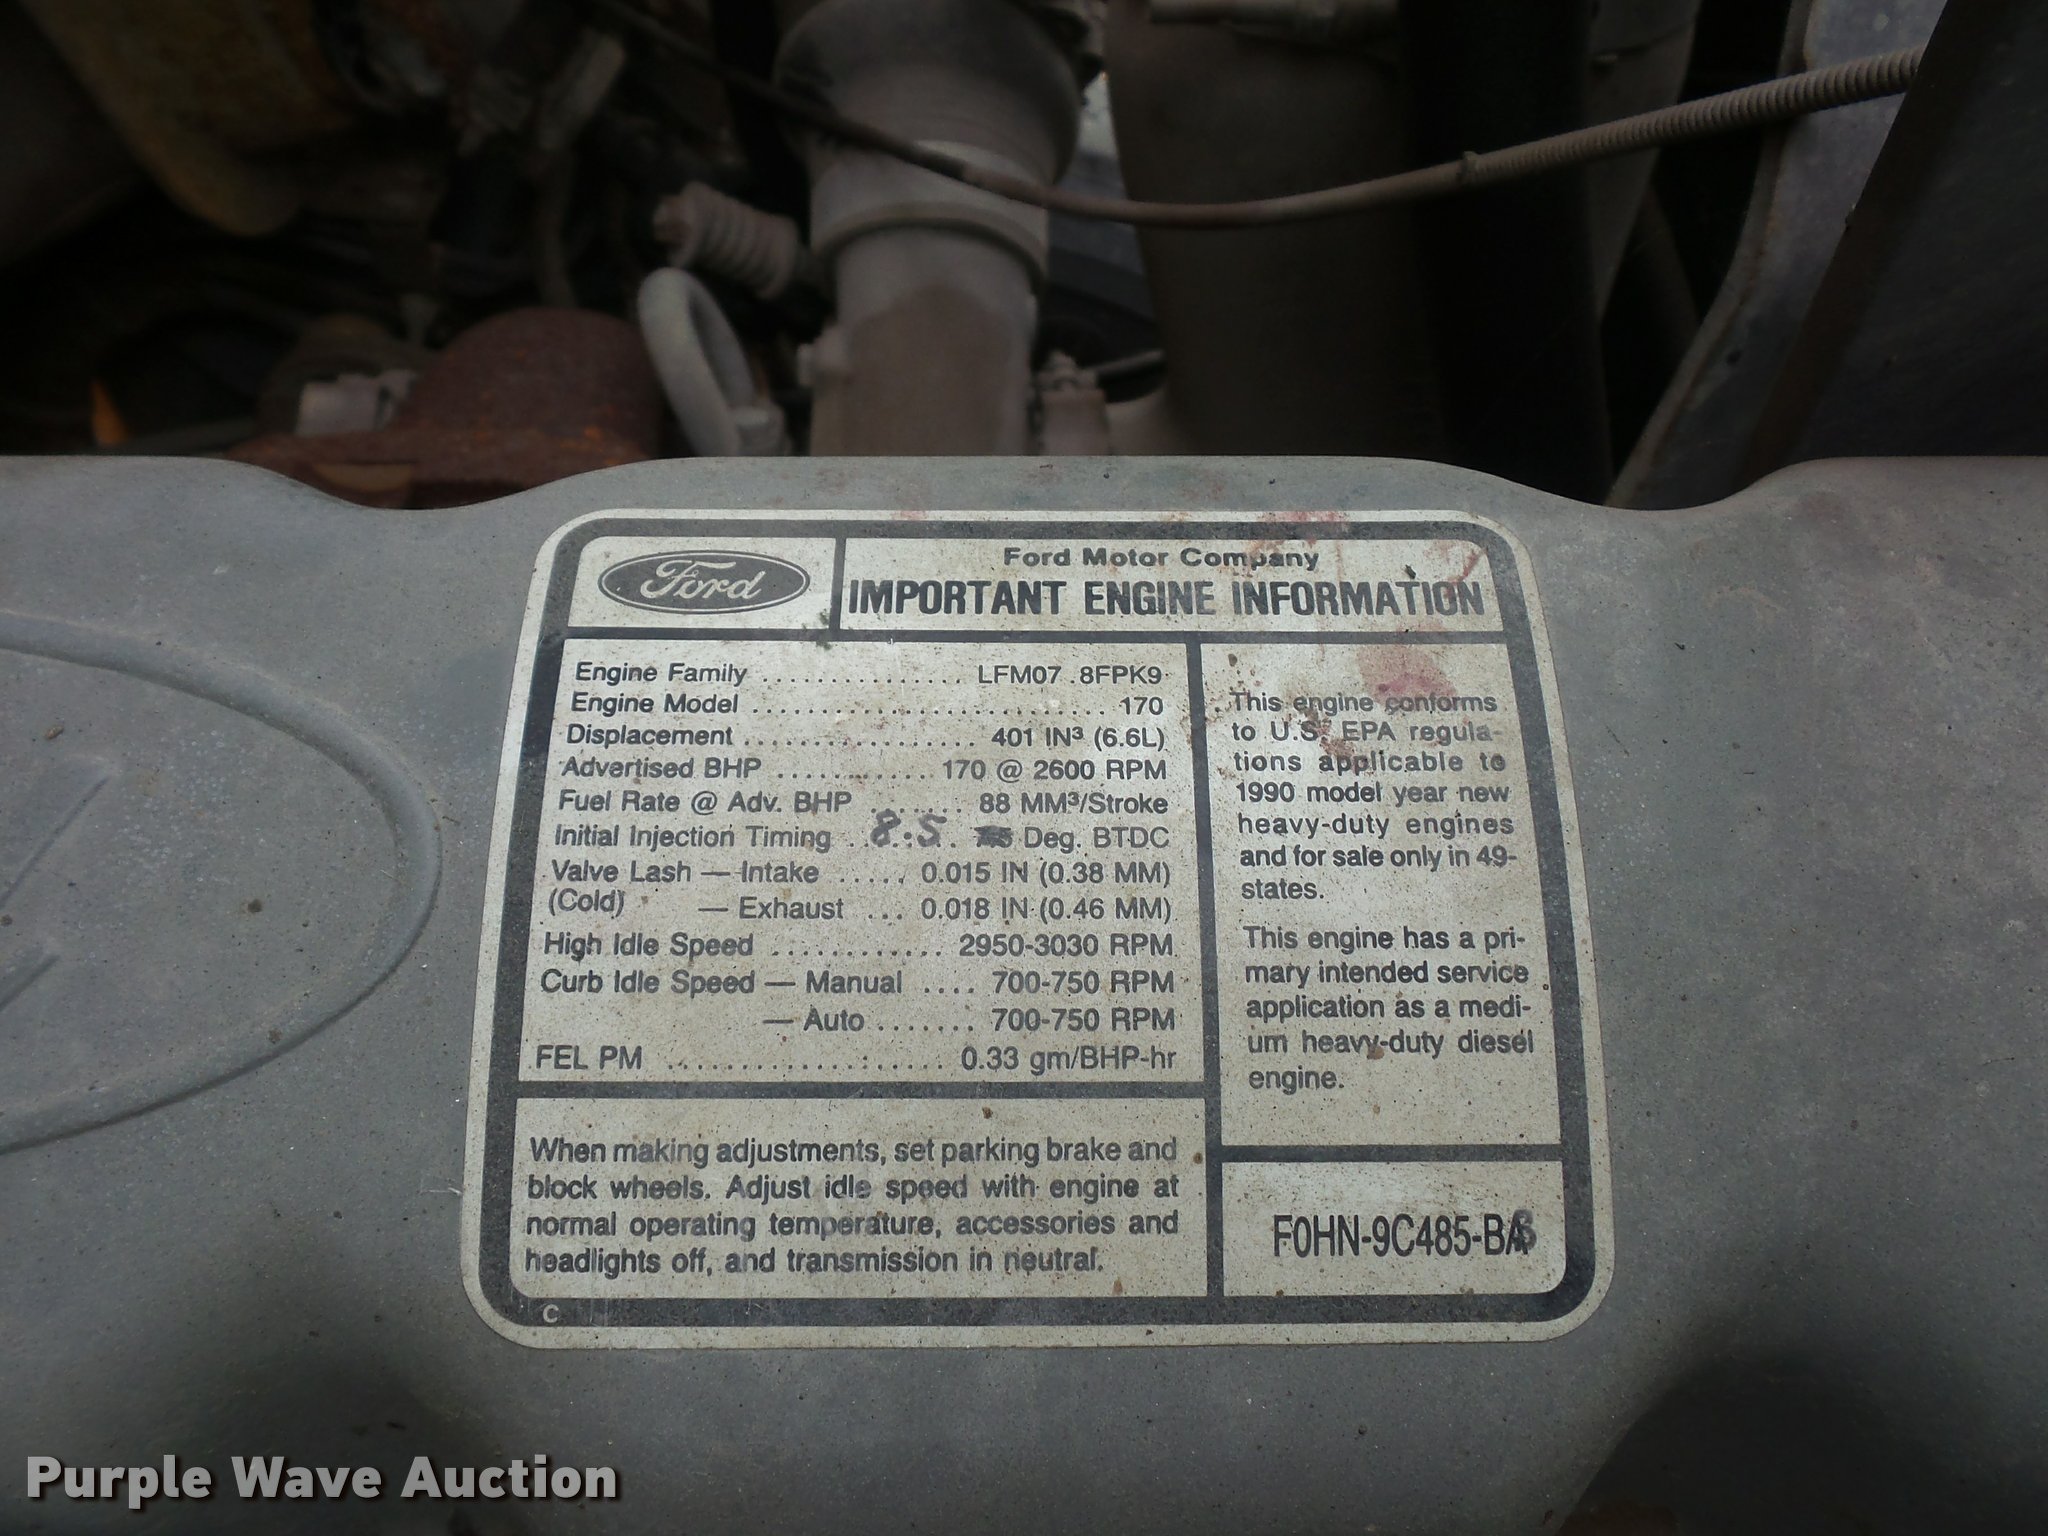 Ford
Ford Motor Company
IMPORTANT ENGINE INFORMATION
Engine Family ............... LFM07 .8FPK9
Engine Model ......................... 170
Displacement ................... 401 IN³ (6.6L)
Advertised BHP ............. 170 @ 2600 RPM
Fuel Rate @ Adv. BHP ....... 88 MM³/Stroke
Initial Injection Timing .. 8.5 . Deg. BTDC
Valve Lash — Intake ..... 0.015 IN (0.38 MM)
(Cold) — Exhaust ... 0.018 IN (0.46 MM)
High Idle Speed ............ 2950-3030 RPM
Curb Idle Speed — Manual .... 700-750 RPM
— Auto ....... 700-750 RPM
FEL PM .................... 0.33 gm/BHP-hr
This engine conforms
to U.S. EPA regula-
tions applicable to
1990 model year new
heavy-duty engines
and for sale only in 49-
states.
This engine has a pri-
mary intended service
application as a medi-
um heavy-duty diesel
engine.
When making adjustments, set parking brake and
block wheels. Adjust idle speed with engine at
normal operating temperature, accessories and
headlights off, and transmission in neutral.
F0HN-9C485-BA
C
Purple Wave Auction